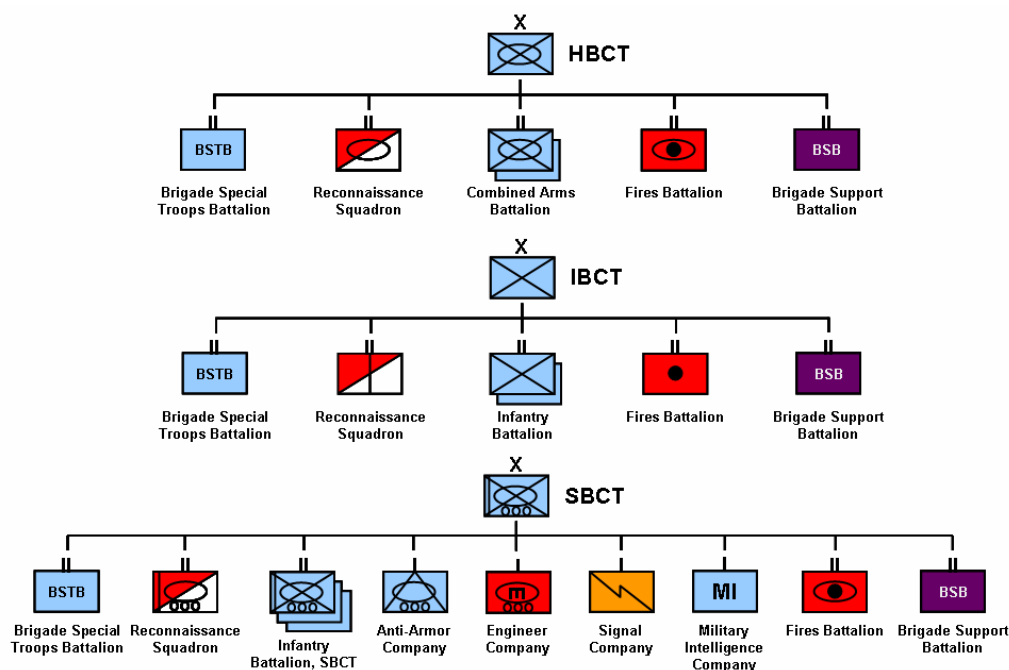 X
HBCT
BSTB
BSB
Brigade Special
Troops Battalion
Reconnaissance
Squadron
Combined Arms
Battalion
Fires Battalion
Brigade Support
Battalion
X
IBCT
BSTB
BSB
Brigade Special
Troops Battalion
Reconnaissance
Squadron
Infantry
Battalion
Fires Battalion
Brigade Support
Battalion
X
SBCT
BSTB
E
MI
BSB
Brigade Special
Troops Battalion
Reconnaissance
Squadron
Infantry
Battalion, SBCT
Anti-Armor
Company
Engineer
Company
Signal
Company
Military
Intelligence
Company
Fires Battalion
Brigade Support
Battalion